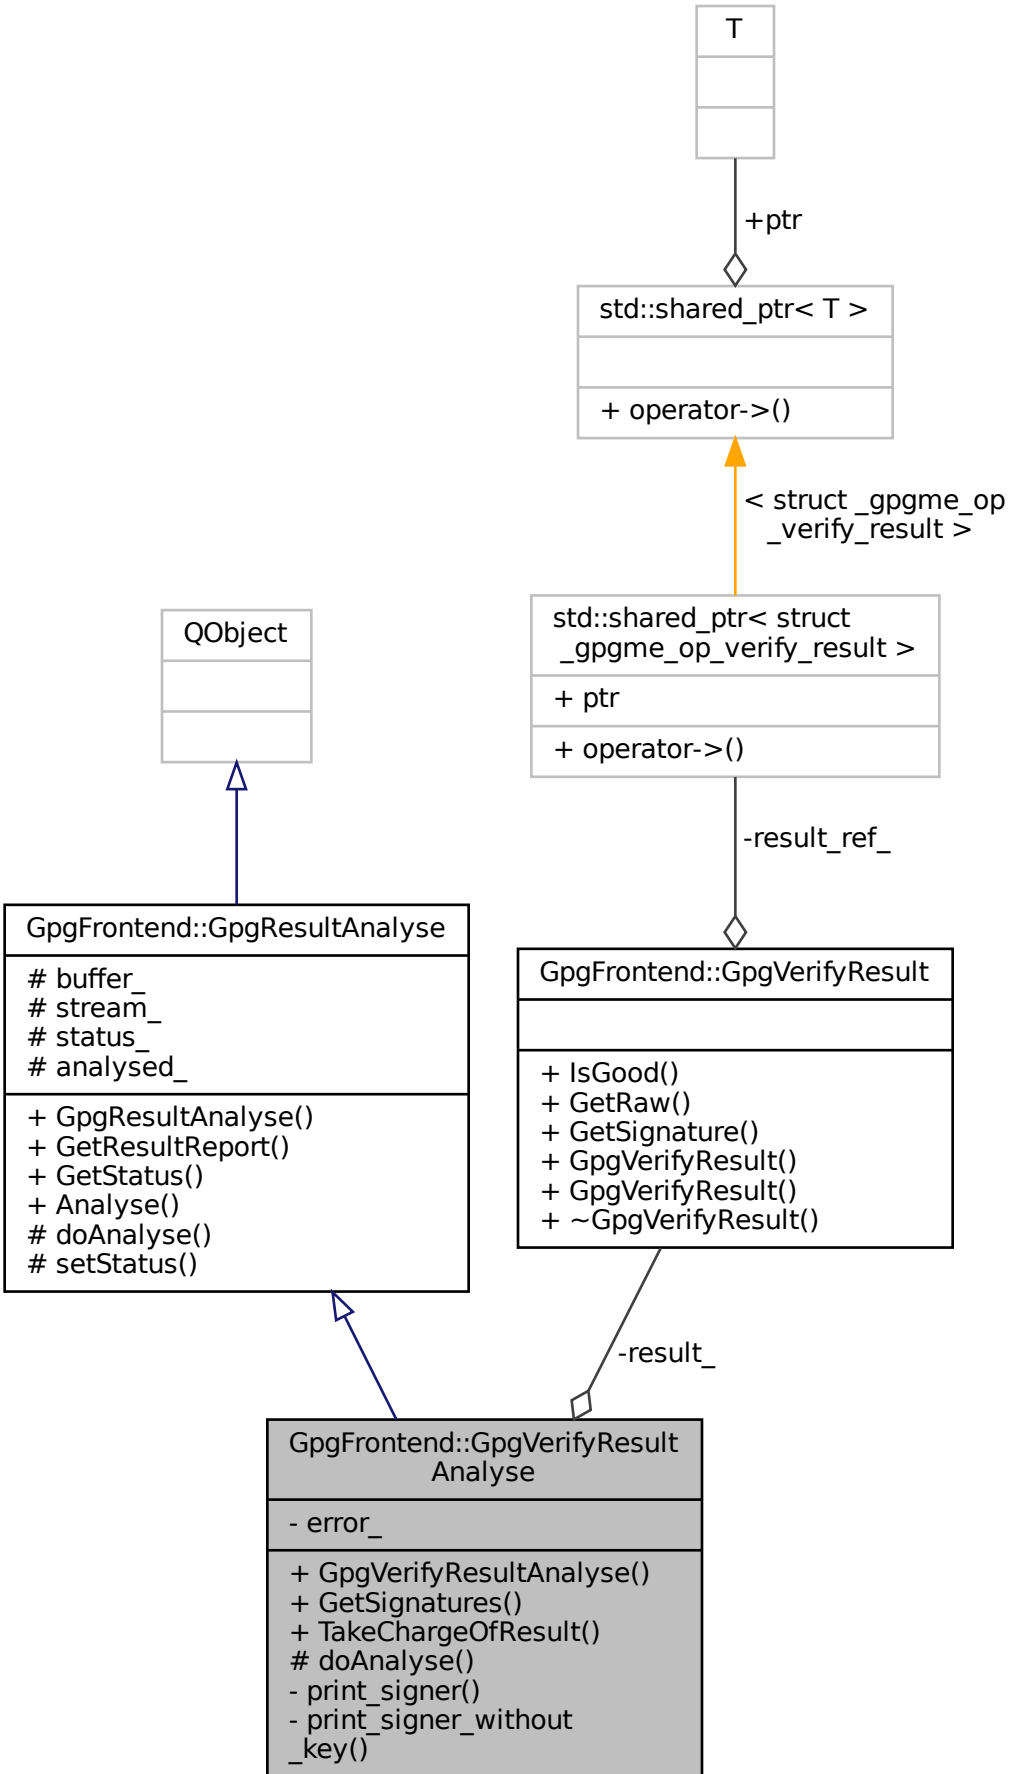 T
+ptr
std::shared_ptr< T >
+ operator->()
< struct _gpgme_op
_verify_result >
std::shared_ptr< struct
_gpgme_op_verify_result >
+ ptr
+ operator->()
QObject
-result_ref_
GpgFrontend::GpgResultAnalyse
# buffer_
# stream_
# status_
# analysed_
+ GpgResultAnalyse()
+ GetResultReport()
+ GetStatus()
+ Analyse()
# doAnalyse()
# setStatus()
GpgFrontend::GpgVerifyResult
+ IsGood()
+ GetRaw()
+ GetSignature()
+ GpgVerifyResult()
+ GpgVerifyResult()
+ ~GpgVerifyResult()
-result_
GpgFrontend::GpgVerifyResult
Analyse
- error_
+ GpgVerifyResultAnalyse()
+ GetSignatures()
+ TakeChargeOfResult()
# doAnalyse()
- print_signer()
- print_signer_without
_key()